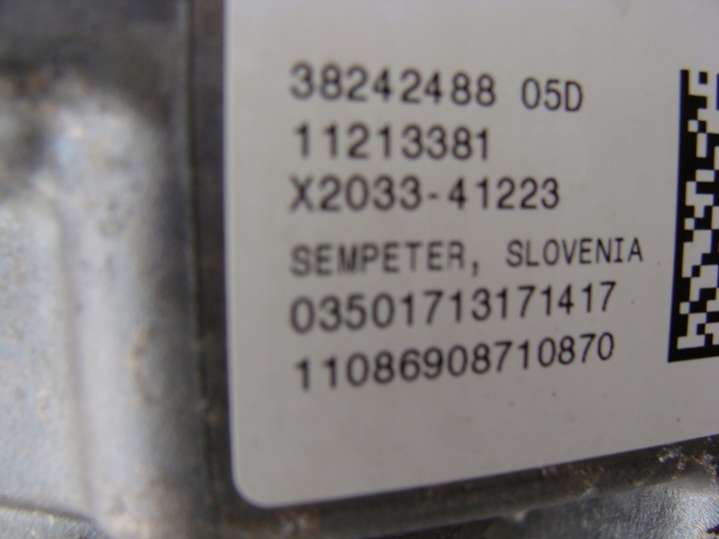 38242488 05D
11213381
X2033-41223
SEMPETER, SLOVENIA
03501713171417
11086908710870